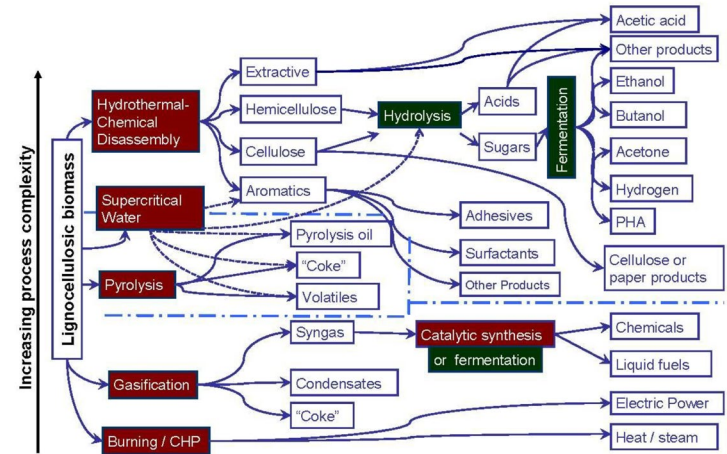 Increasing process complexity
Lignocellulosic biomass
Hydrothermal-
Chemical
Disassembly
Supercritical
Water
Pyrolysis
Gasification
Burning / CHP
Extractive
Hemicellulose
Cellulose
Aromatics
Pyrolysis oil
"Coke"
Volatiles
Syngas
Condensates
"Coke"
Hydrolysis
Acids
Sugars
Fermentation
Adhesives
Surfactants
Other Products
Catalytic synthesis
or fermentation
Acetic acid
Other products
Ethanol
Butanol
Acetone
Hydrogen
PHA
Cellulose or
paper products
Chemicals
Liquid fuels
Electric Power
Heat / steam